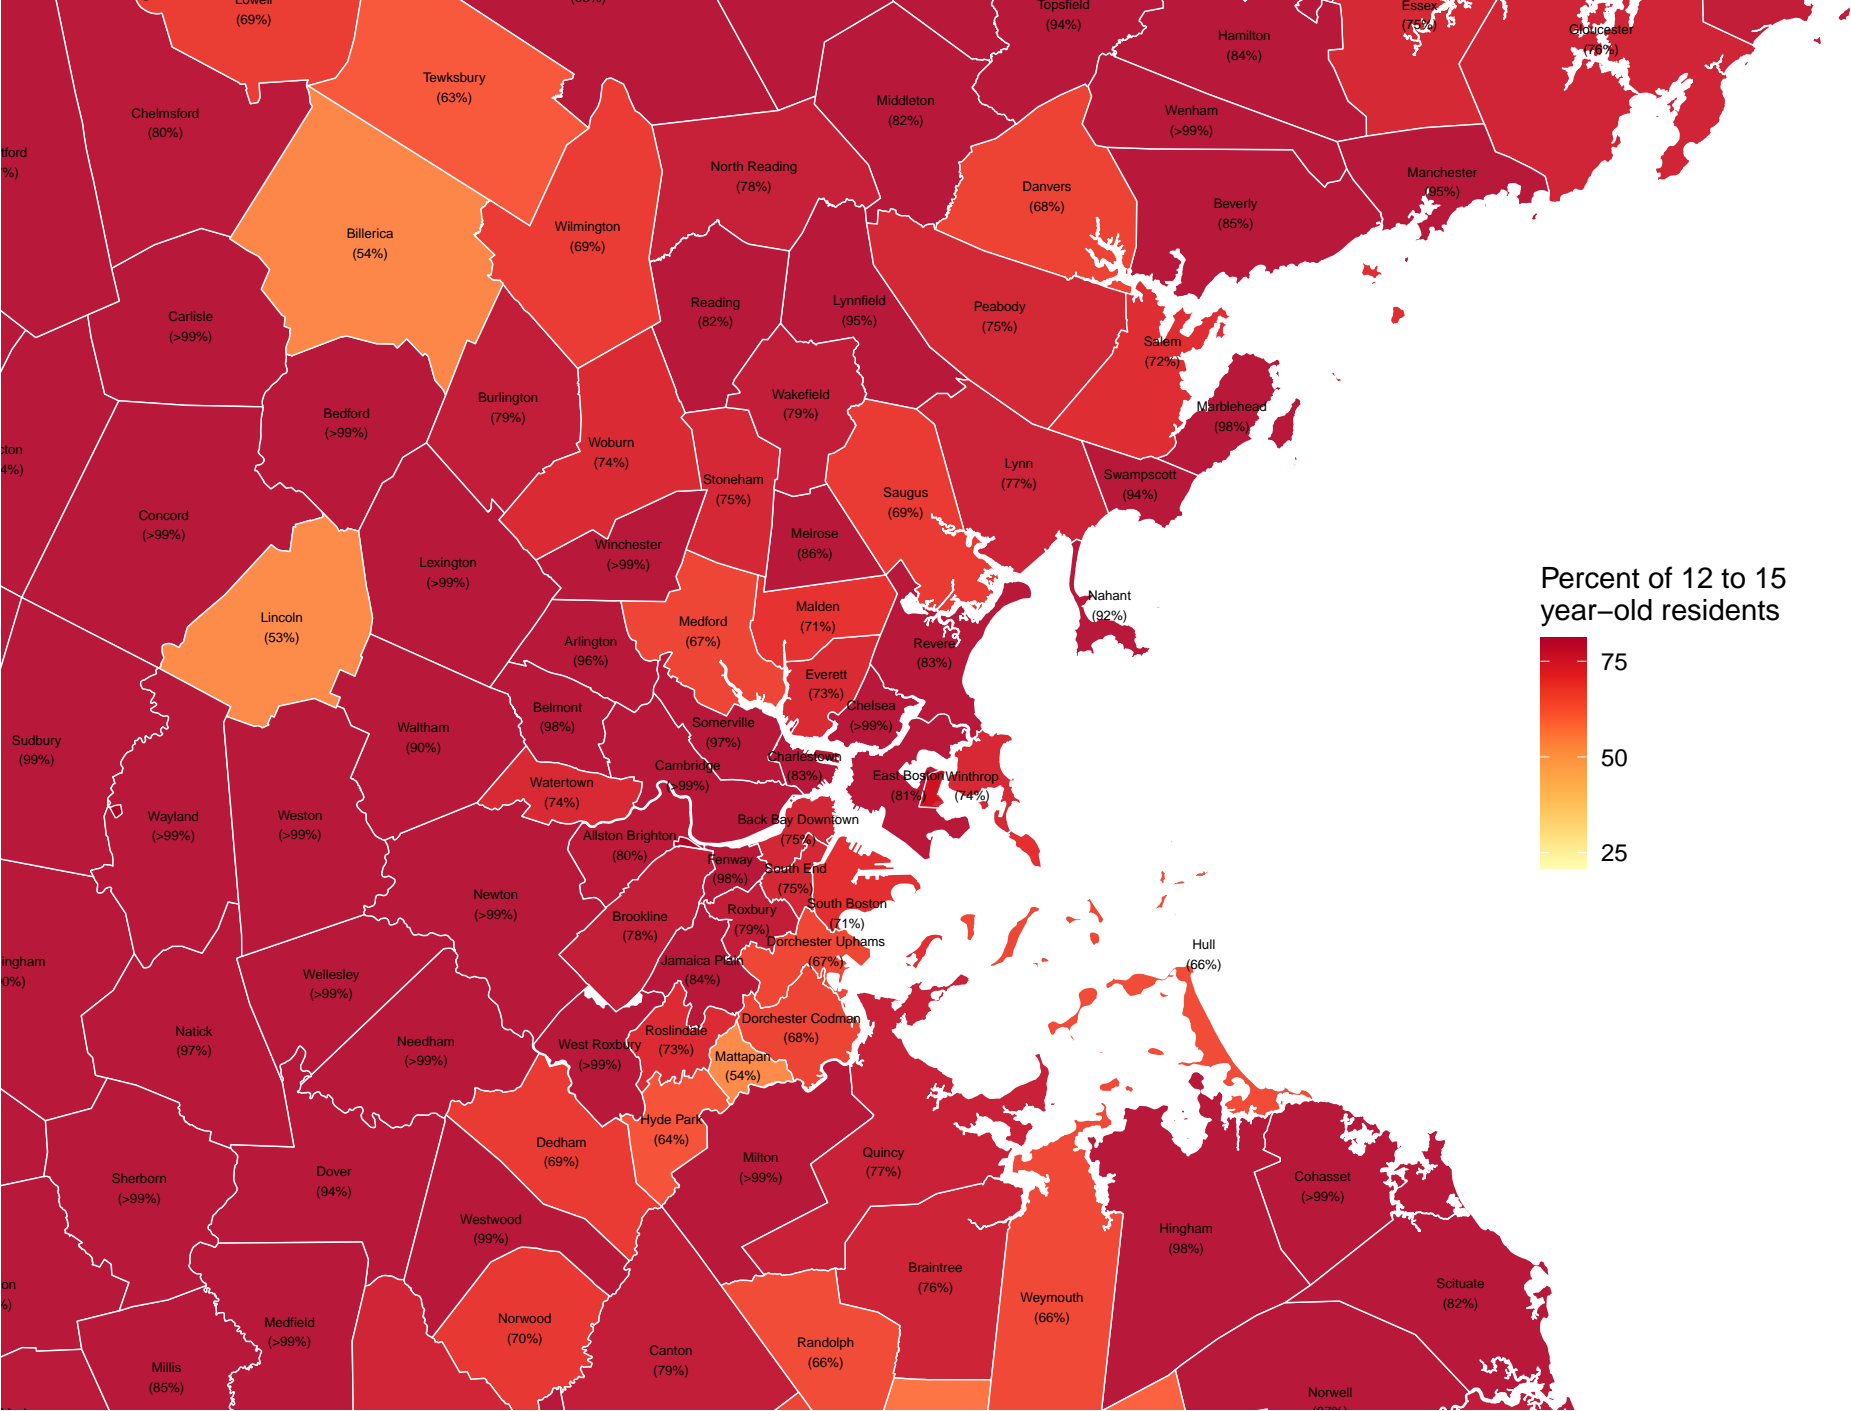 Lowell
(69%)
Topsfield
(94%)
Essex
(75%)
Gloucester
(76%)
Hamilton
(84%)
Tewksbury
(63%)
Chelmsford
(80%)
Middleton
(82%)
Wenham
(>99%)
tford
North Reading
(78%)
Danvers
(68%)
Manchester
(95%)
Beverly
(85%)
Billerica
(54%)
Wilmington
(69%)
Carlisle
(>99%)
Reading
(82%)
Lynnfield
(95%)
Peabody
(75%)
Salem
(72%)
Bedford
(>99%)
Burlington
(79%)
Wakefield
(79%)
Marblehead
(98%)
cton
4%)
Woburn
(74%)
Stoneham
(75%)
Saugus
(69%)
Lynn
(77%)
Swampscott
(94%)
Concord
(>99%)
Winchester
(>99%)
Melrose
(86%)
Lexington
(>99%)
Percent of 12 to 15
year−old residents
75
50
25
Nahant
(92%)
Lincoln
(53%)
Arlington
(96%)
Medford
(67%)
Malden
(71%)
Revere
(83%)
Everett
(73%)
Chelsea
(>99%)
Belmont
(98%)
Somerville
(97%)
Waltham
(90%)
Sudbury
(99%)
Cambridge
(>99%)
Charlestown
(83%)
East Boston
(81%)
Winthrop
(74%)
Watertown
(74%)
Wayland
(>99%)
Weston
(>99%)
Allston Brighton
(80%)
Back Bay Downtown
(75%)
Fenway
(98%)
South End
(75%)
Newton
(>99%)
Brookline
(78%)
Roxbury
(79%)
South Boston
(71%)
Dorchester Uphams
(67%)
Hull
(66%)
ingham
0%)
Wellesley
(>99%)
Jamaica Plain
(84%)
Natick
(97%)
Needham
(>99%)
West Roxbury
(>99%)
Roslindale
(73%)
Dorchester Codman
(68%)
Mattapan
(54%)
Hyde Park
(64%)
Dedham
(69%)
Milton
(>99%)
Quincy
(77%)
Sherborn
(>99%)
Dover
(94%)
Cohasset
(>99%)
Westwood
(99%)
Hingham
(98%)
Braintree
(76%)
Scituate
(82%)
on
%)
Weymouth
(66%)
Medfield
(>99%)
Norwood
(70%)
Randolph
(66%)
Canton
(79%)
Millis
(85%)
Norwell